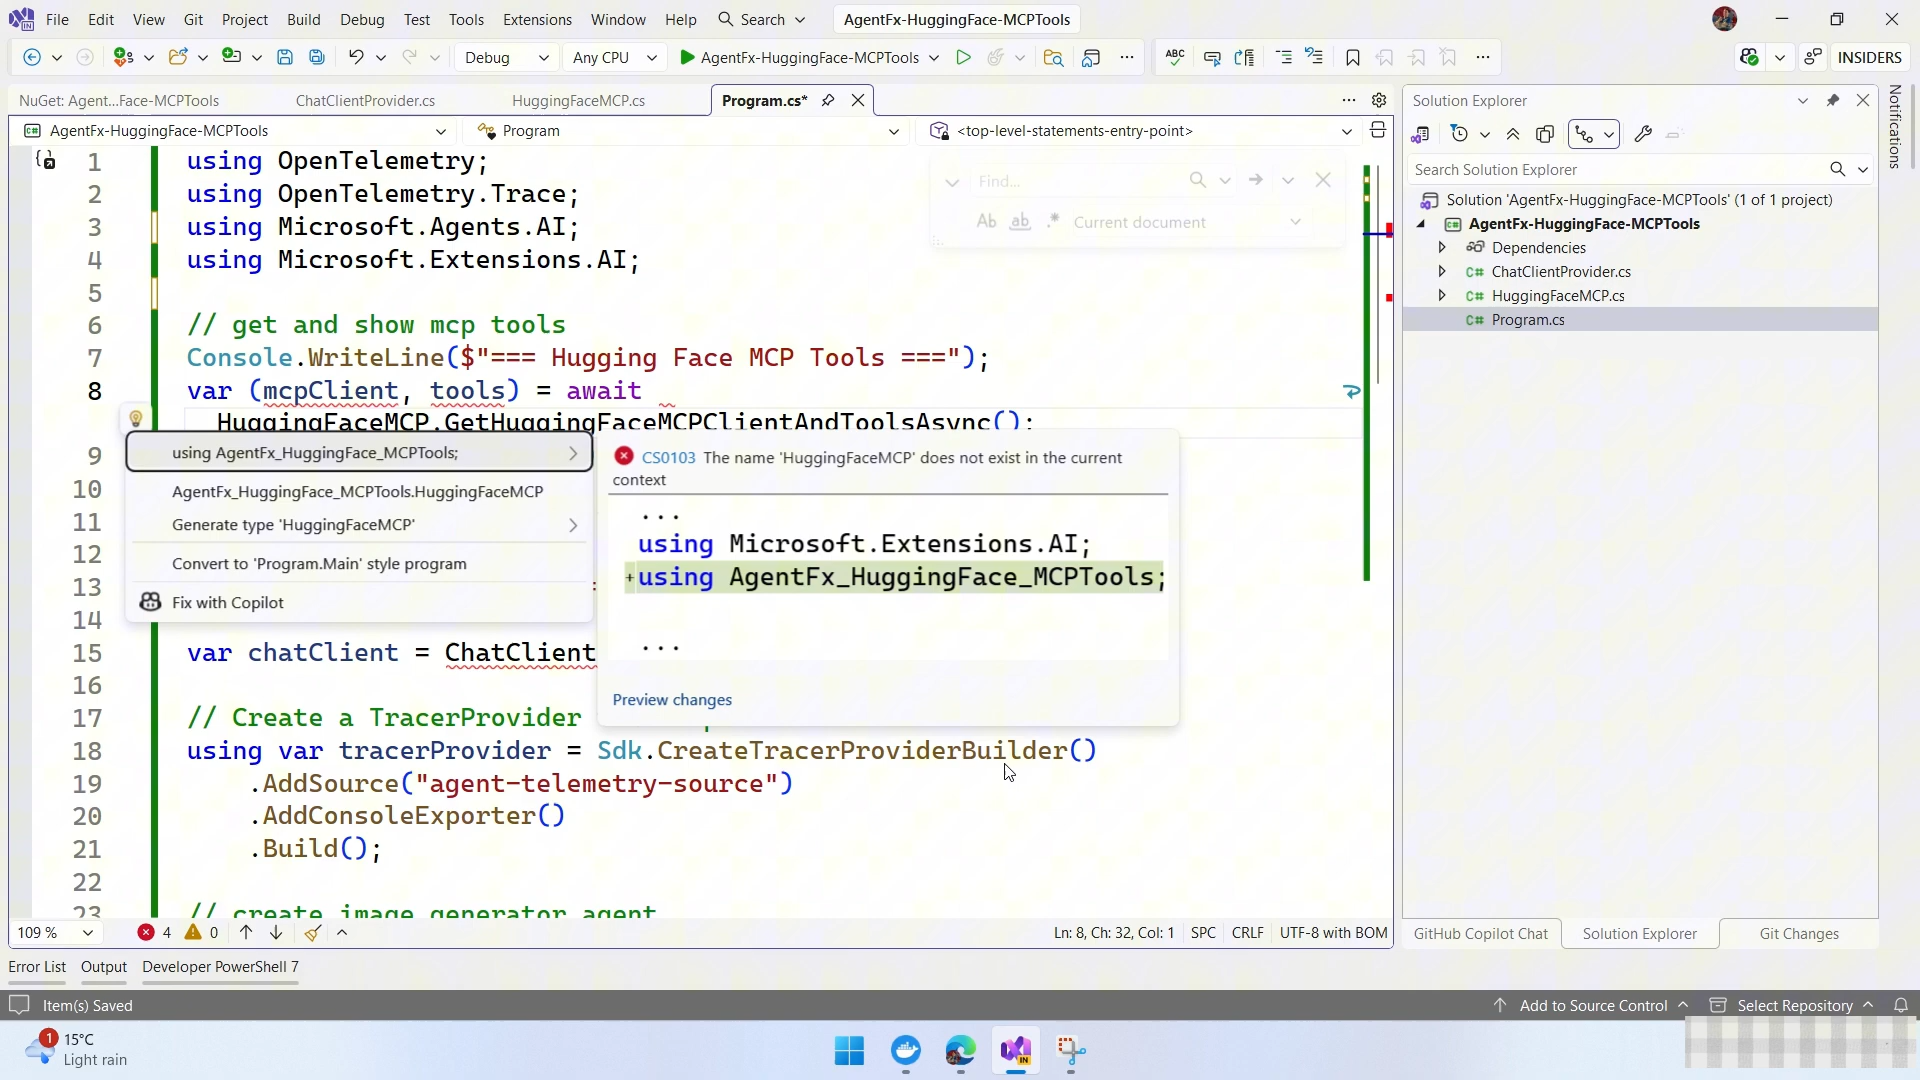 File Edit View Git Project Build Debug Test Tools Extensions Window Help Search AgentFx-HuggingFace-MCPTools
Debug Any CPU AgentFx-HuggingFace-MCPTools INSIDERS
NuGet: Agent...Face-MCPTools ChatClientProvider.cs HuggingFaceMCP.cs Program.cs*
AgentFx-HuggingFace-MCPTools Program <top-level-statements-entry-point>
1 using OpenTelemetry;
2 using OpenTelemetry.Trace;
3 using Microsoft.Agents.AI;
4 using Microsoft.Extensions.AI;
5
6 // get and show mcp tools
7 Console.WriteLine($"=== Hugging Face MCP Tools ===");
8 var (mcpClient, tools) = await
HuggingFaceMCP.GetHuggingFaceMCPClientAndToolsAsync();
9
10
11
12
13
14
15 var chatClient = ChatClient
16
17 // Create a TracerProvider
18 using var tracerProvider = Sdk.CreateTracerProviderBuilder()
19 .AddSource("agent-telemetry-source")
20 .AddConsoleExporter()
21 .Build();
22
23 // create image generator agent
Find...
Current document
using AgentFx_HuggingFace_MCPTools;
AgentFx_HuggingFace_MCPTools.HuggingFaceMCP
Generate type 'HuggingFaceMCP'
Convert to 'Program.Main' style program
Fix with Copilot
CS0103 The name 'HuggingFaceMCP' does not exist in the current
context
...
using Microsoft.Extensions.AI;
+using AgentFx_HuggingFace_MCPTools;
...
Preview changes
109 % 4 0 Ln: 8, Ch: 32, Col: 1 SPC CRLF UTF-8 with BOM
Solution Explorer
Search Solution Explorer
Solution 'AgentFx-HuggingFace-MCPTools' (1 of 1 project)
AgentFx-HuggingFace-MCPTools
Dependencies
C# ChatClientProvider.cs
C# HuggingFaceMCP.cs
C# Program.cs
GitHub Copilot Chat Solution Explorer Git Changes
Notifications
Error List Output Developer PowerShell 7
Item(s) Saved Add to Source Control Select Repository
1 15°C
Light rain